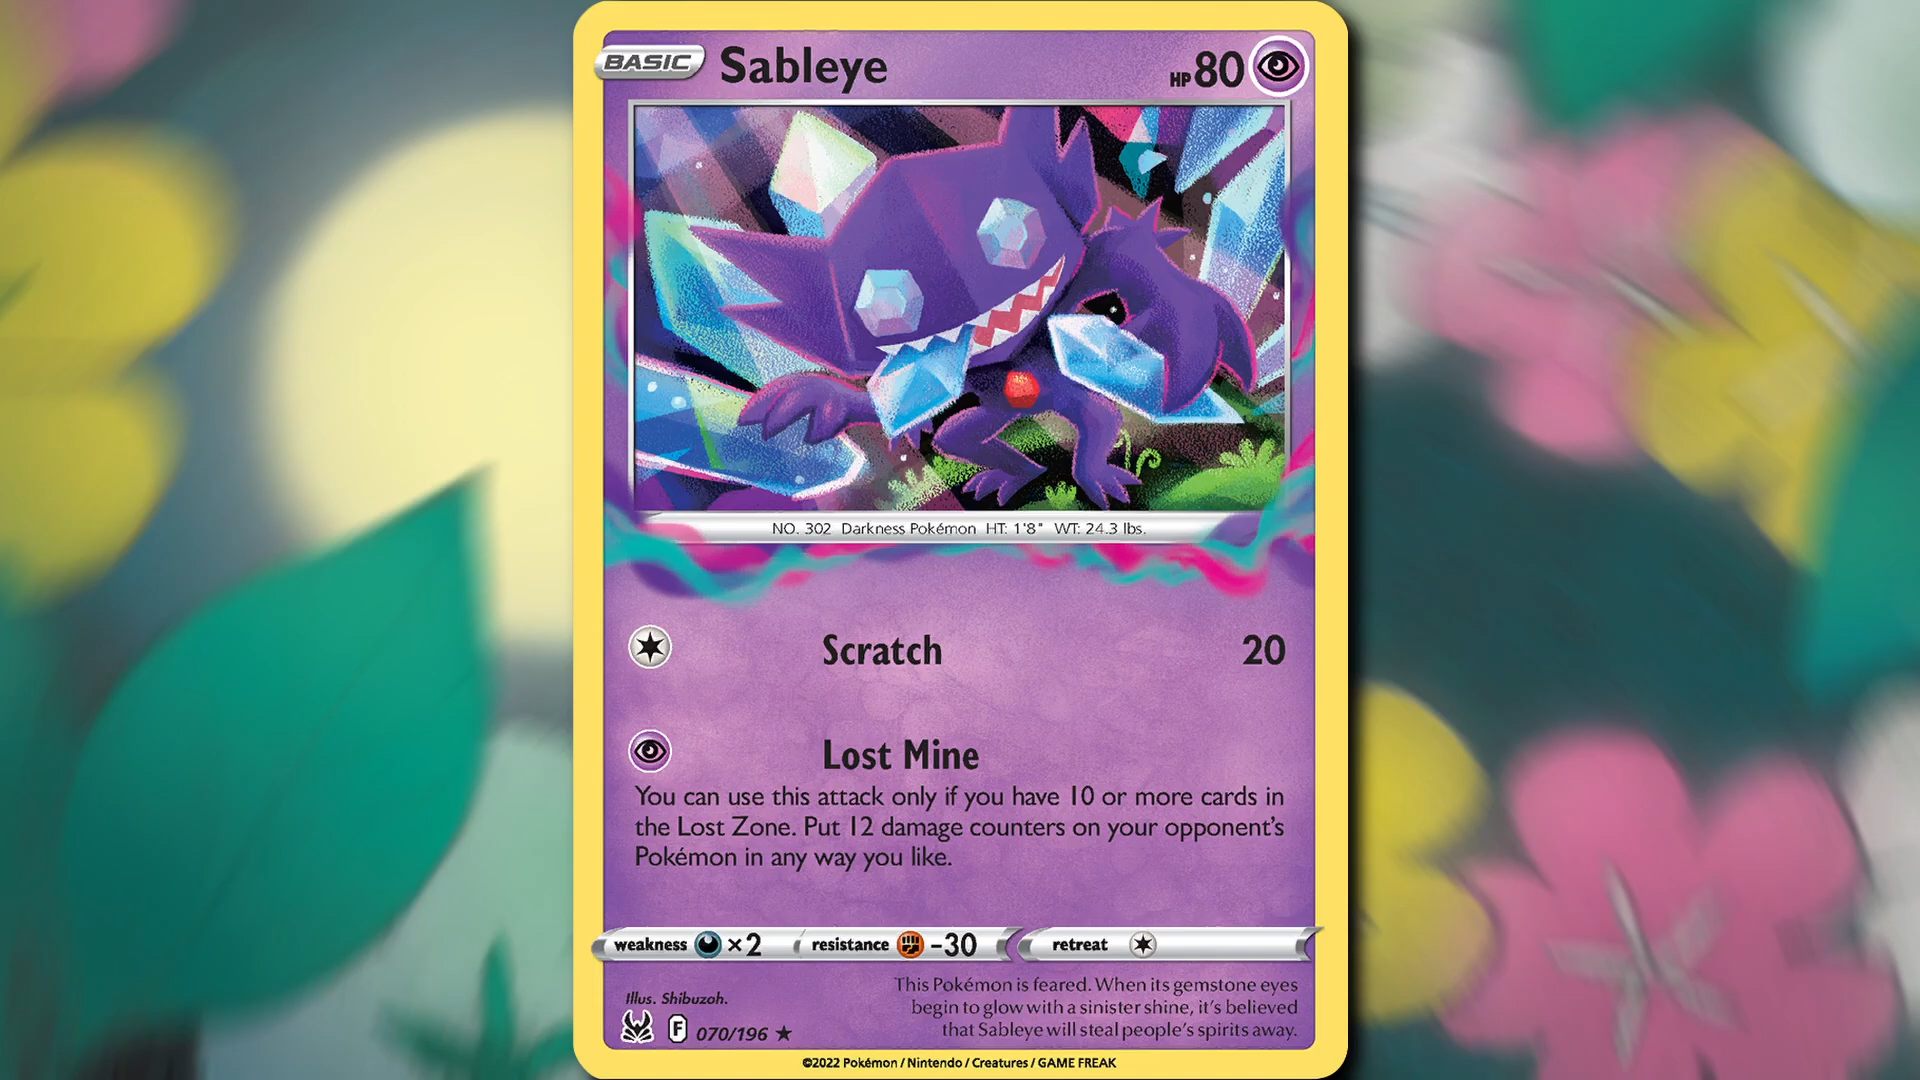 BASIC Sableye HP 80
NO. 302 Darkness Pokémon HT: 1'8" WT: 24.3 lbs.
Scratch 20
Lost Mine
You can use this attack only if you have 10 or more cards in
the Lost Zone. Put 12 damage counters on your opponent's
Pokémon in any way you like.
weakness ×2 resistance -30 retreat
This Pokémon is feared. When its gemstone eyes
begin to glow with a sinister shine, it's believed
that Sableye will steal people's spirits away.
Illus. Shibuzoh.
F 070/196 ★
©2022 Pokémon / Nintendo / Creatures / GAME FREAK